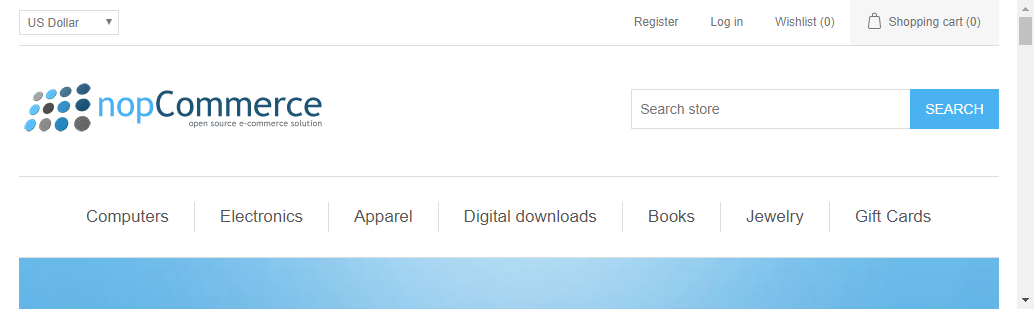 US Dollar
Register
Log in
Wishlist (0)
Shopping cart (0)
nopCommerce
open source e-commerce solution
Search store
SEARCH
Computers
Electronics
Apparel
Digital downloads
Books
Jewelry
Gift Cards